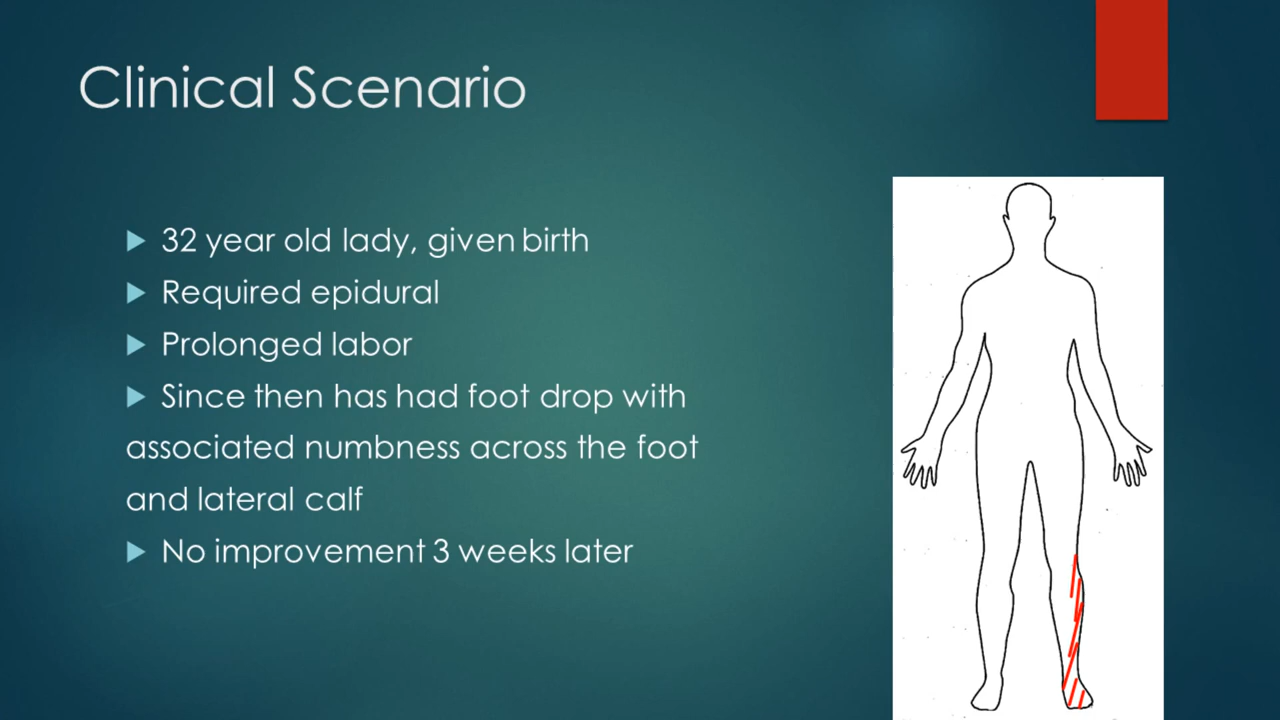 Clinical Scenario
32 year old lady, given birth
Required epidural
Prolonged labor
Since then has had foot drop with
associated numbness across the foot
and lateral calf
No improvement 3 weeks later